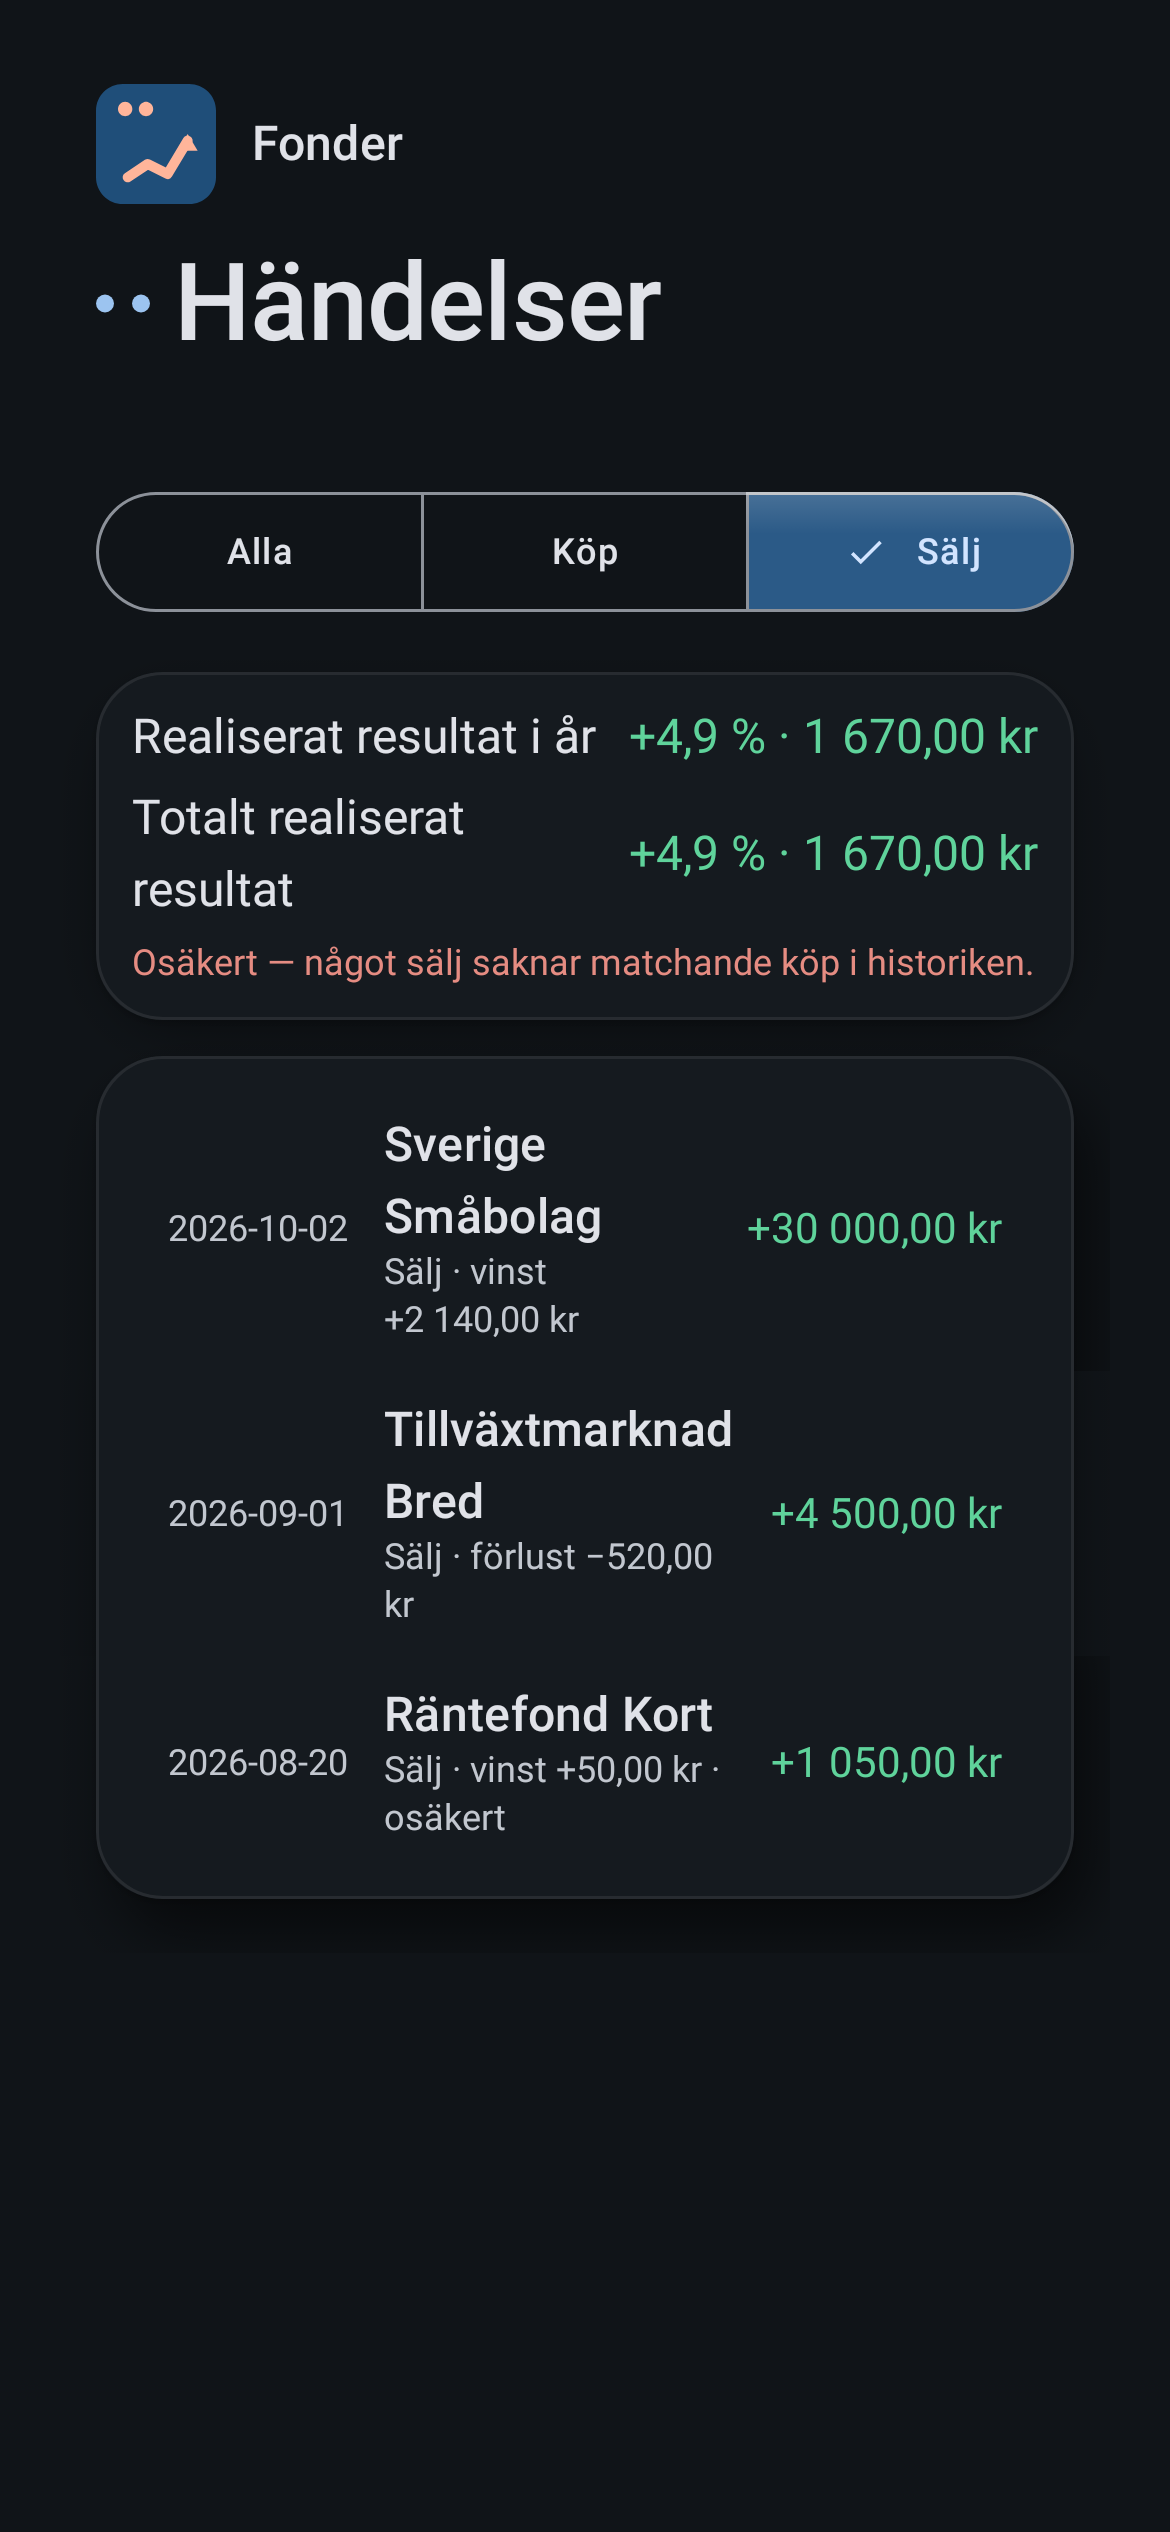 Fonder
Händelser
Alla
Köp
Sälj
Realiserat resultat i år
+4,9 % · 1 670,00 kr
Totalt realiserat
resultat
+4,9 % · 1 670,00 kr
Osäkert — något sälj saknar matchande köp i historiken.
2026-10-02
Sverige
Småbolag
Sälj · vinst
+2 140,00 kr
+30 000,00 kr
2026-09-01
Tillväxtmarknad
Bred
Sälj · förlust −520,00
kr
+4 500,00 kr
2026-08-20
Räntefond Kort
Sälj · vinst +50,00 kr ·
osäkert
+1 050,00 kr